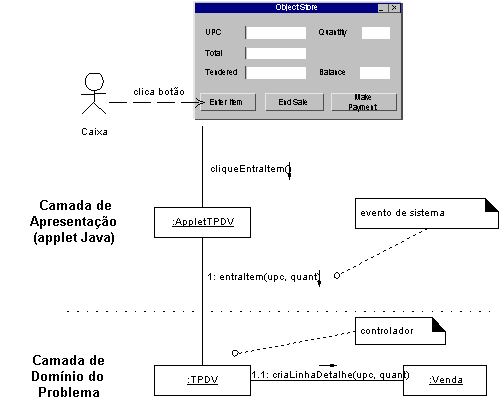 ObjectStore
UPC
Quantity
Total
Tendered
Balance
Enter Item
End Sale
Make
Payment
clica botão
Caixa
cliqueEntraItem()
Camada de
Apresentação
(applet Java)
:AppletTPDV
evento de sistema
1: entraItem(upc, quant)
controlador
Camada de
Domínio do
Problema
:TPDV
1.1: criaLinhaDetalhe(upc, quant)
:Venda